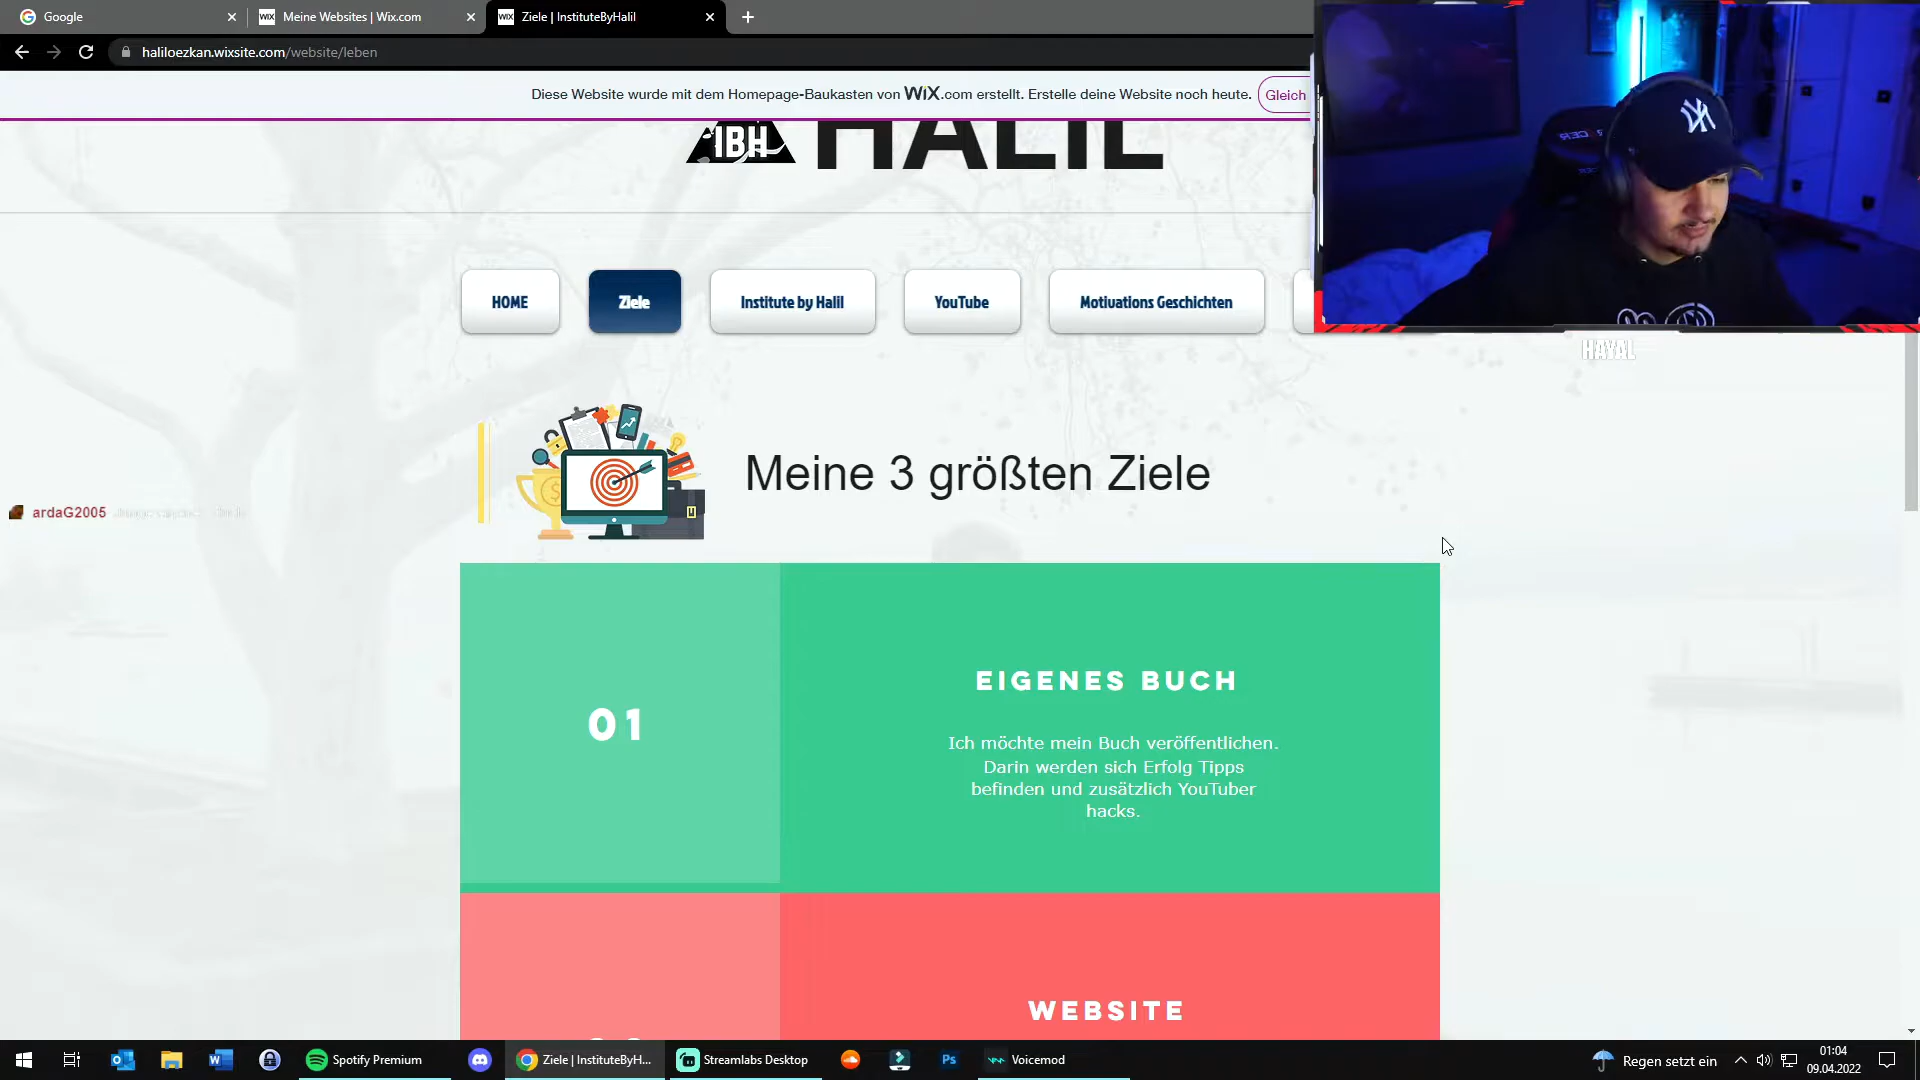 Google
Meine Websites | Wix.com
Ziele | InstituteByHalil
haliloezkan.wixsite.com/website/leben
Diese Website wurde mit dem Homepage-Baukasten von WiX.com erstellt. Erstelle deine Website noch heute.
Gleich
IBH
HALIL
HOME
Ziele
Institute by Halil
YouTube
Motivations Geschichten
HAYAL
Meine 3 größten Ziele
ardaG2005
01
EIGENES BUCH
Ich möchte mein Buch veröffentlichen.
Darin werden sich Erfolg Tipps
befinden und zusätzlich YouTuber
hacks.
WEBSITE
Spotify Premium
Ziele | InstituteByH...
Streamlabs Desktop
Ps
Voicemod
Regen setzt ein
01:04
09.04.2022